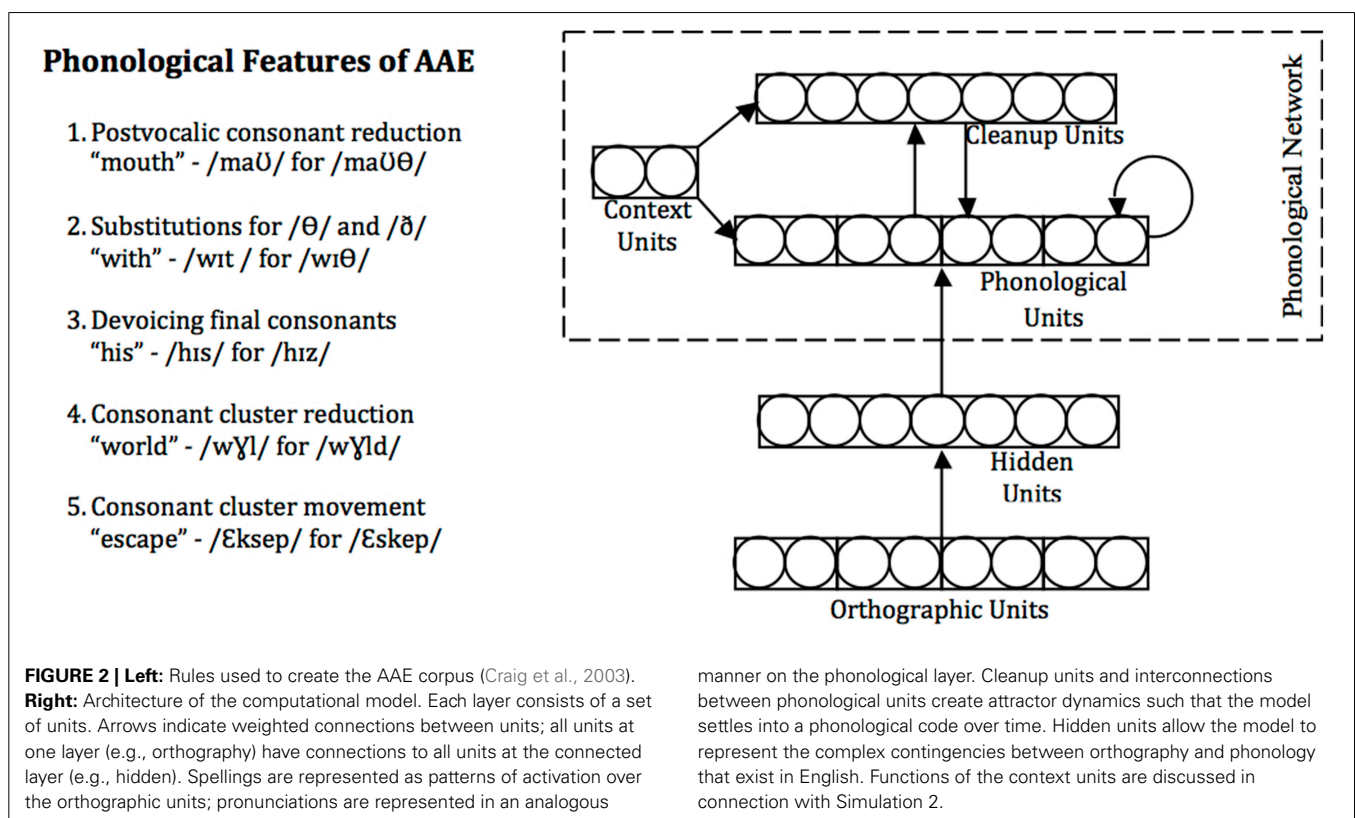 Phonological Features of AAE
1. Postvocalic consonant reduction
"mouth" - /maƱ/ for /maƱθ/
2. Substitutions for /θ/ and /ð/
"with" - /wɪt / for /wɪθ/
3. Devoicing final consonants
"his" - /hɪs/ for /hɪz/
4. Consonant cluster reduction
"world" - /wɣl/ for /wɣld/
5. Consonant cluster movement
"escape" - /Ɛksep/ for /Ɛskep/
Cleanup Units
Context
Units
Phonological
Units
Phonological Network
Hidden
Units
Orthographic Units
FIGURE 2 | Left: Rules used to create the AAE corpus (Craig et al., 2003).
Right: Architecture of the computational model. Each layer consists of a set
of units. Arrows indicate weighted connections between units; all units at
one layer (e.g., orthography) have connections to all units at the connected
layer (e.g., hidden). Spellings are represented as patterns of activation over
the orthographic units; pronunciations are represented in an analogous
manner on the phonological layer. Cleanup units and interconnections
between phonological units create attractor dynamics such that the model
settles into a phonological code over time. Hidden units allow the model to
represent the complex contingencies between orthography and phonology
that exist in English. Functions of the context units are discussed in
connection with Simulation 2.